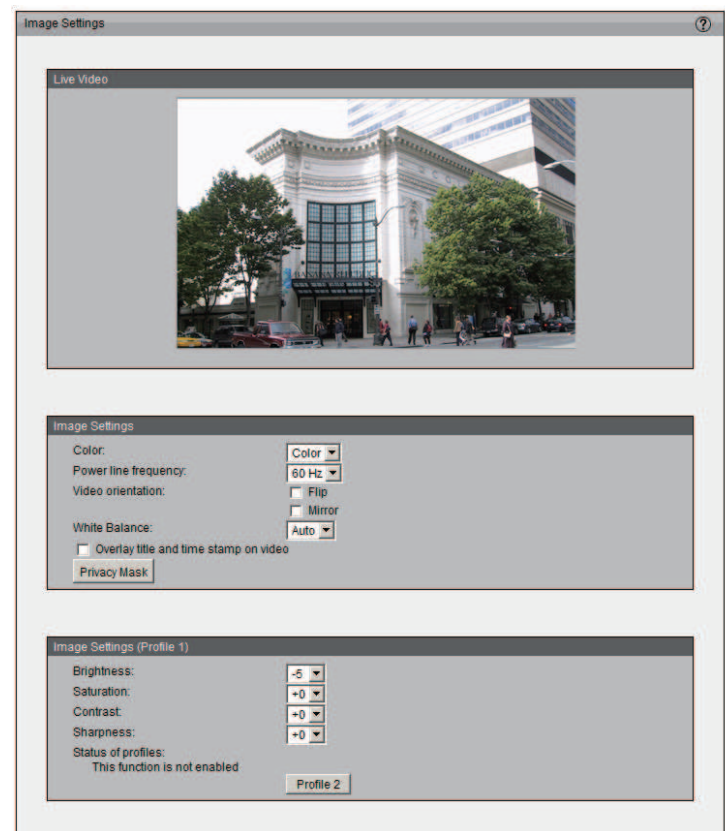 Image Settings
?
Live Video
Image Settings
Color: Color
Power line frequency: 60 Hz
Video orientation: Flip
Mirror
White Balance: Auto
Overlay title and time stamp on video
Privacy Mask
Image Settings (Profile 1)
Brightness: -5
Saturation: +0
Contrast: +0
Sharpness: +0
Status of profiles:
This function is not enabled
Profile 2